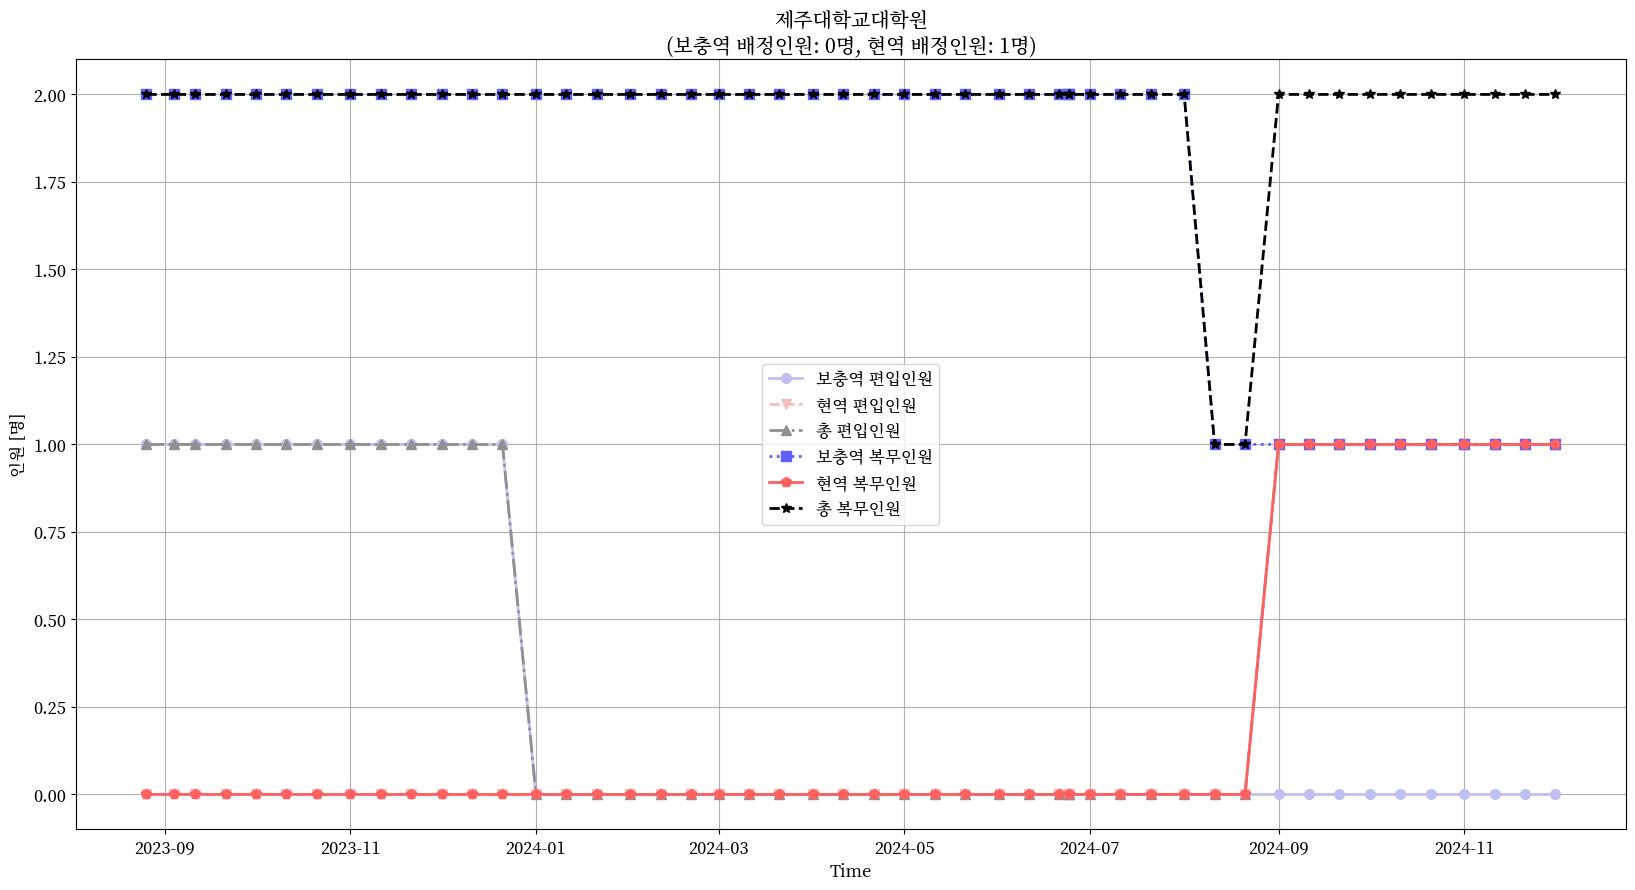 제주대학교대학원
(보충역 배정인원: 0명, 현역 배정인원: 1명)
2.00
1.75
1.50
1.25
1.00
0.75
0.50
0.25
0.00
인원 [명]
보충역 편입인원
현역 편입인원
총 편입인원
보충역 복무인원
현역 복무인원
총 복무인원
2023-09
2023-11
2024-01
2024-03
2024-05
2024-07
2024-09
2024-11
Time